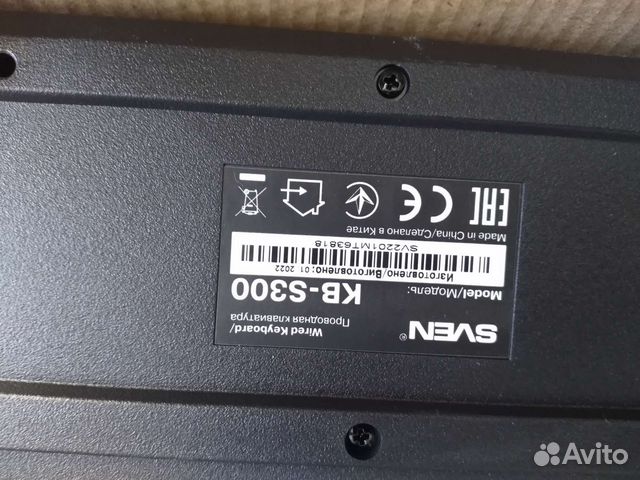 SVEN®
Wired Keyboard/
Проводная клавиатура
Model/Модель:
KB-S300
Изготовлено/Виготовлено: 01. 2022
SV2201MT63818
Made in China/Сделано в Китае
EAC CE
Avito